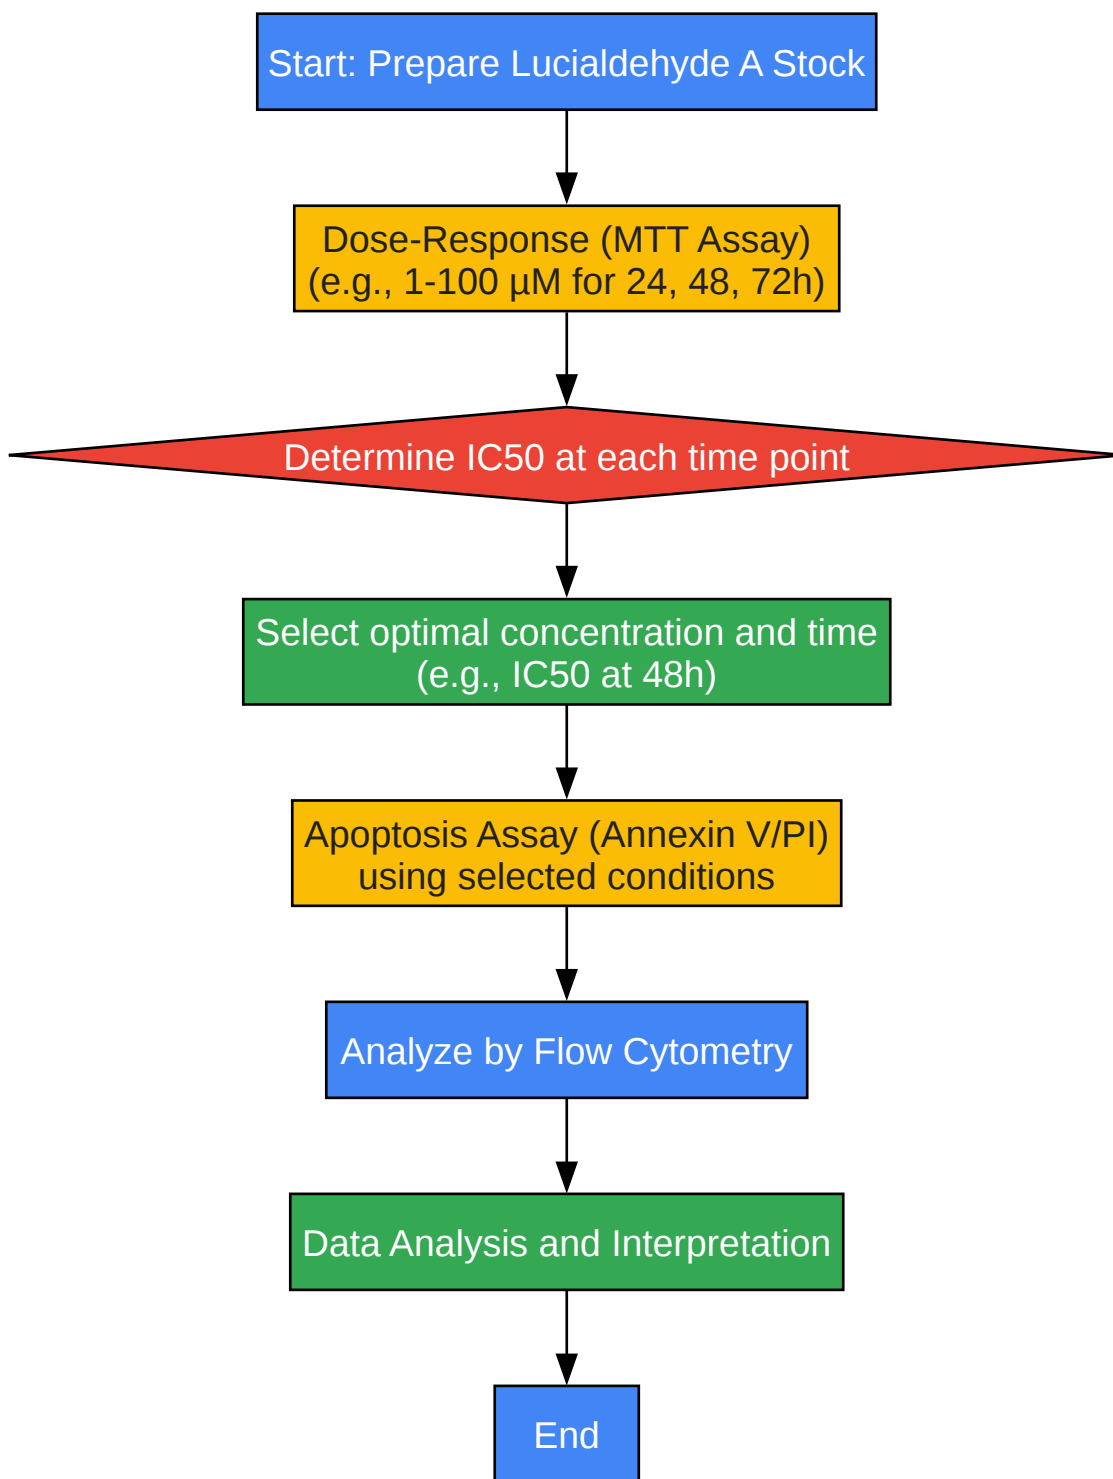 Start: Prepare Lucialdehyde A Stock
Dose-Response (MTT Assay)
(e.g., 1-100 µM for 24, 48, 72h)
Determine IC50 at each time point
Select optimal concentration and time
(e.g., IC50 at 48h)
Apoptosis Assay (Annexin V/PI)
using selected conditions
Analyze by Flow Cytometry
Data Analysis and Interpretation
End